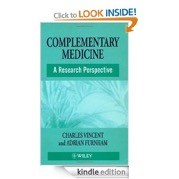 Click to LOOK INSIDE!
COMPLEMENTARY
MEDICINE
A Research Perspective
CHARLES VINCENT
AND ADRIAN FURNHAM
WILEY
kindle edition